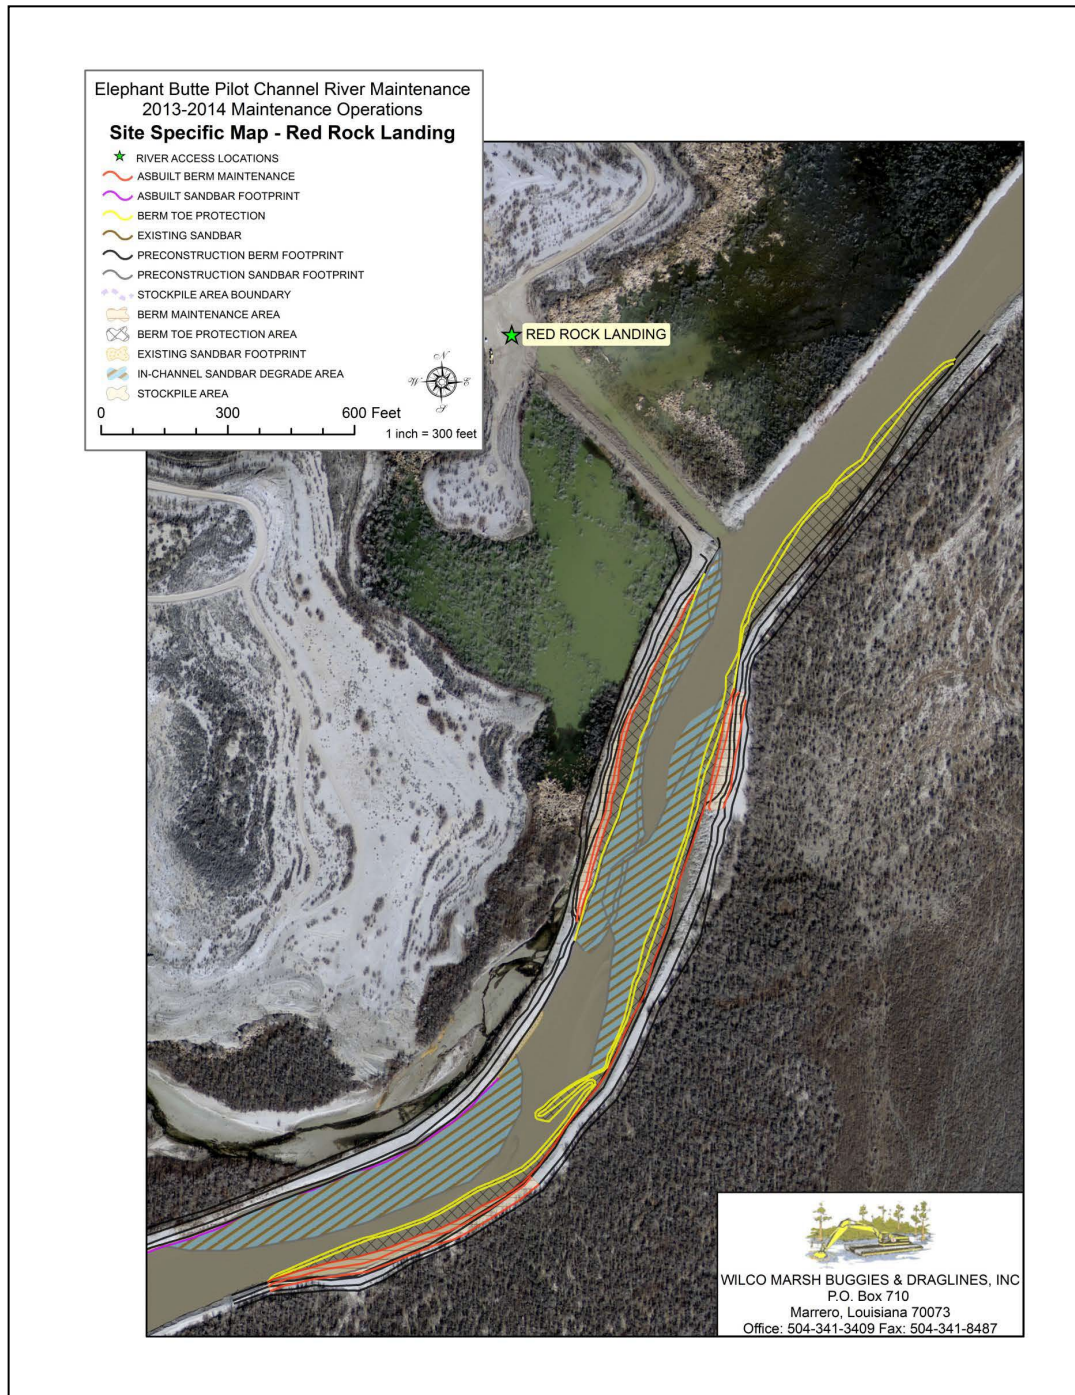 Elephant Butte Pilot Channel River Maintenance
2013-2014 Maintenance Operations
Site Specific Map - Red Rock Landing
RIVER ACCESS LOCATIONS
ASBUILT BERM MAINTENANCE
ASBUILT SANDBAR FOOTPRINT
BERM TOE PROTECTION
EXISTING SANDBAR
PRECONSTRUCTION BERM FOOTPRINT
PRECONSTRUCTION SANDBAR FOOTPRINT
STOCKPILE AREA BOUNDARY
BERM MAINTENANCE AREA
BERM TOE PROTECTION AREA
EXISTING SANDBAR FOOTPRINT
IN-CHANNEL SANDBAR DEGRADE AREA
STOCKPILE AREA
N
W E
S
0 300 600 Feet
1 inch = 300 feet
RED ROCK LANDING
WILCO MARSH BUGGIES & DRAGLINES, INC
P.O. Box 710
Marrero, Louisiana 70073
Office: 504-341-3409 Fax: 504-341-8487